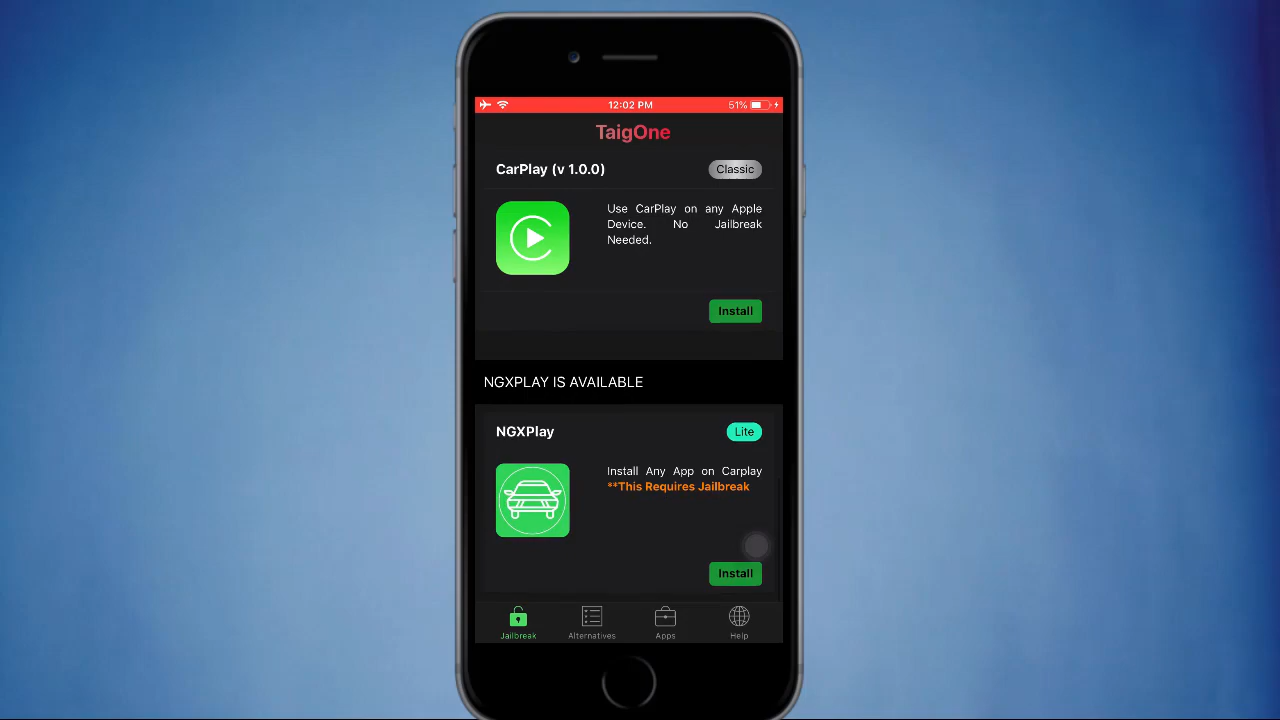 12:02 PM 51%
TaigOne
CarPlay (v 1.0.0) Classic
Use CarPlay on any Apple
Device. No Jailbreak
Needed.
Install
NGXPLAY IS AVAILABLE
NGXPlay Lite
Install Any App on Carplay
**This Requires Jailbreak
Install
Jailbreak Alternatives Apps Help